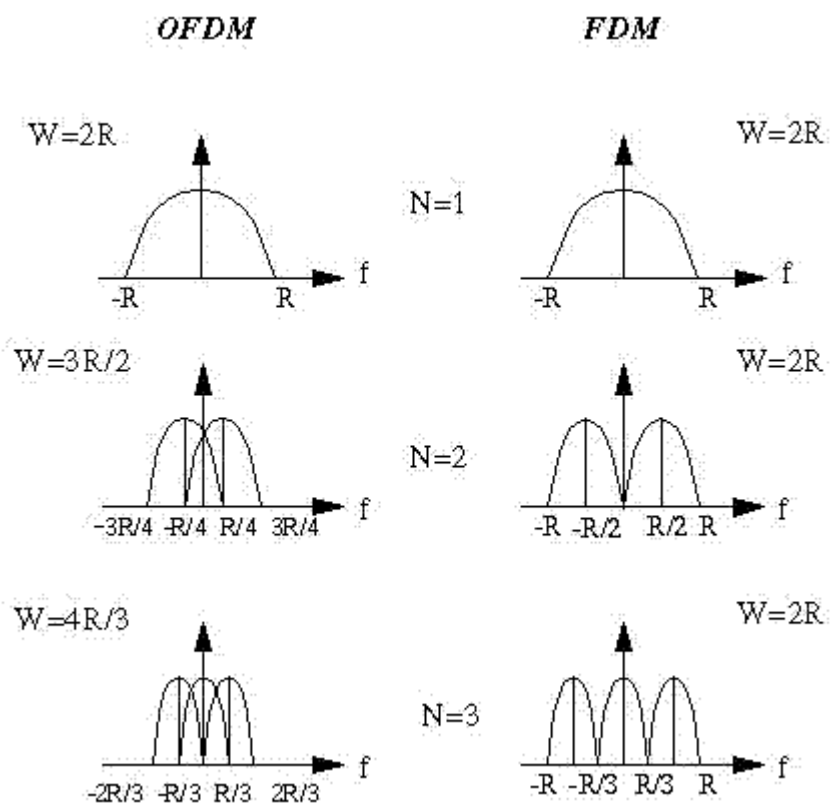 OFDM FDM
W=2R W=2R
N=1
f f
-R R -R R
W=3R/2 W=2R
N=2
f f
-3R/4 -R/4 R/4 3R/4 -R -R/2 R/2 R
W=4R/3 W=2R
N=3
f f
-2R/3 -R/3 R/3 2R/3 -R -R/3 R/3 R